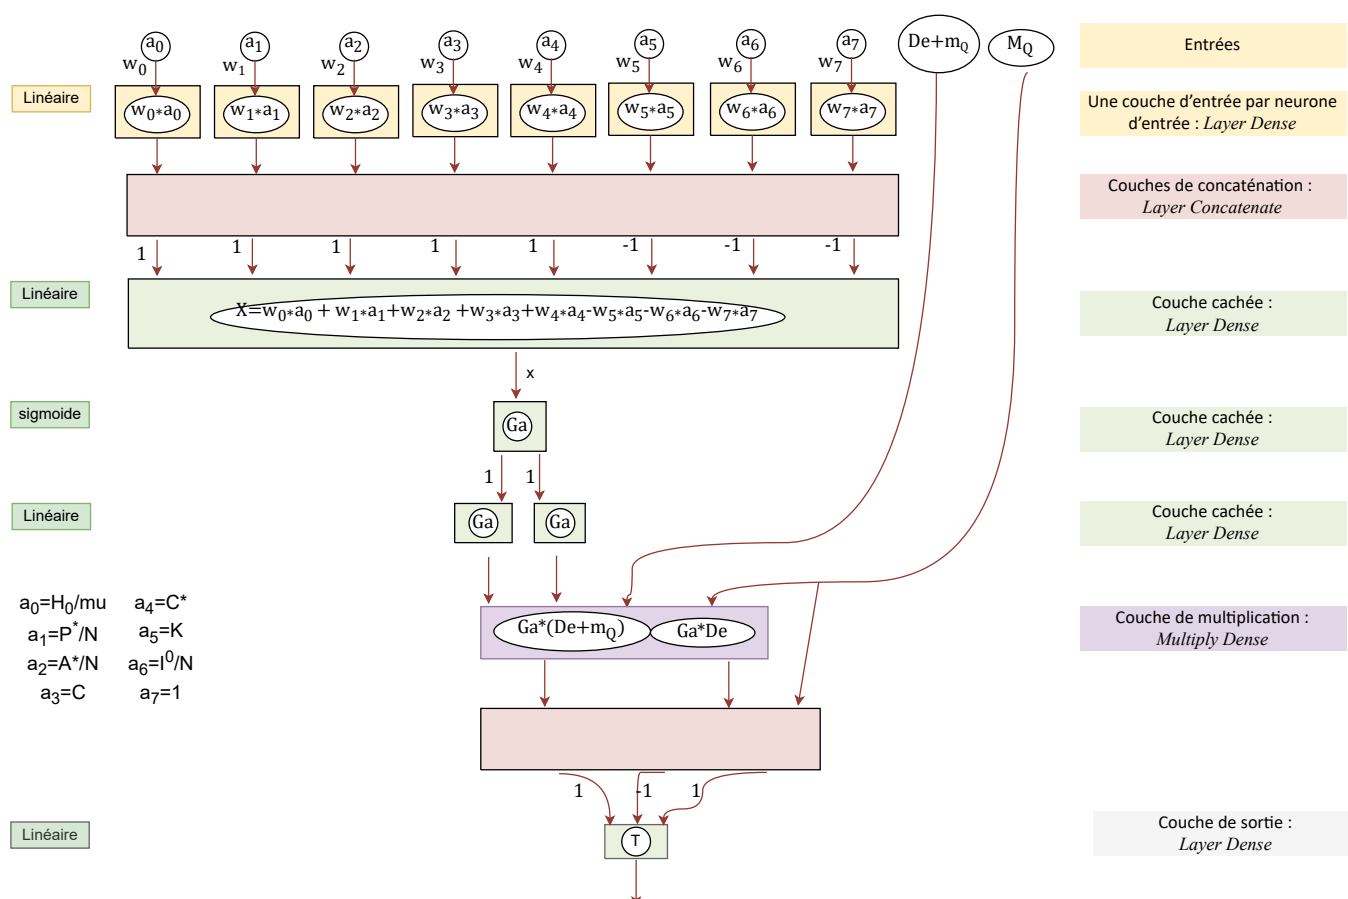 a₀ a₁ a₂ a₃ a₄ a₅ a₆ a₇ De+m_Q M_Q Entrées
w₀ w₁ w₂ w₃ w₄ w₅ w₆ w₇
Linéaire w₀*a₀ w₁*a₁ w₂*a₂ w₃*a₃ w₄*a₄ w₅*a₅ w₆*a₆ w₇*a₇ Une couche d'entrée par neurone
d'entrée : Layer Dense
Couches de concaténation :
Layer Concatenate
1 1 1 1 1 -1 -1 -1
Linéaire X=w₀*a₀ + w₁*a₁+w₂*a₂ +w₃*a₃+w₄*a₄-w₅*a₅-w₆*a₆-w₇*a₇ Couche cachée :
Layer Dense
x
sigmoide Ga Couche cachée :
Layer Dense
1 1
Linéaire Ga Ga Couche cachée :
Layer Dense
a₀=H₀/mu a₄=C*
a₁=P*/N a₅=K
a₂=A*/N a₆=I⁰/N
a₃=C a₇=1
Ga*(De+m_Q) Ga*De Couche de multiplication :
Multiply Dense
1 -1 1
Linéaire T Couche de sortie :
Layer Dense